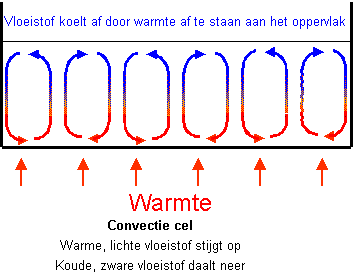 Vloeistof koelt af door warmte af te staan aan het oppervlak
Warmte
Convectie cel
Warme, lichte vloeistof stijgt op
Koude, zware vloeistof daalt neer